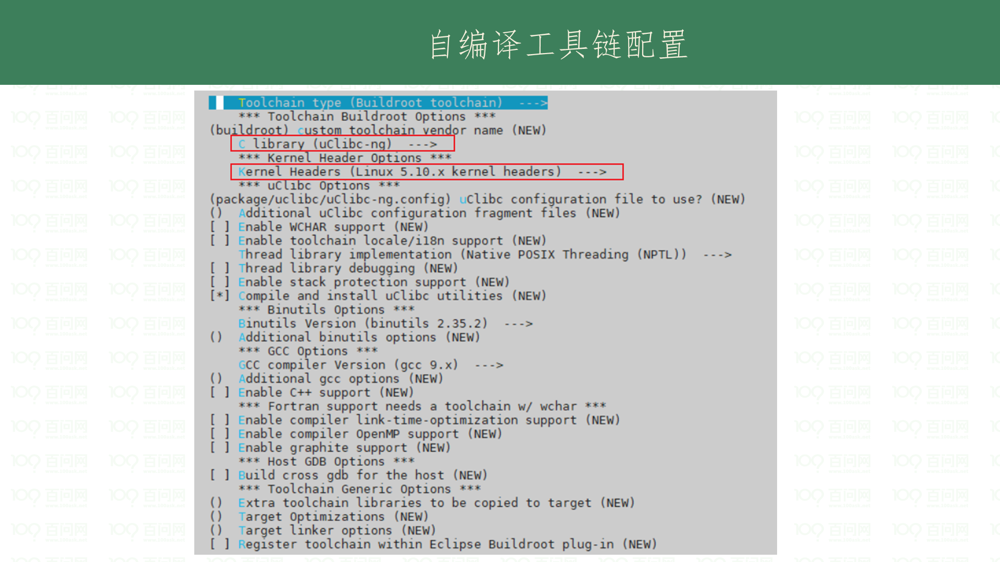 自编译工具链配置
Toolchain type (Buildroot toolchain)  --->
*** Toolchain Buildroot Options ***
(buildroot) custom toolchain vendor name (NEW)
C library (uClibc-ng)  --->
*** Kernel Header Options ***
Kernel Headers (Linux 5.10.x kernel headers)  --->
*** uClibc Options ***
(package/uclibc/uClibc-ng.config) uClibc configuration file to use? (NEW)
()  Additional uClibc configuration fragment files (NEW)
[ ] Enable WCHAR support (NEW)
[ ] Enable toolchain locale/i18n support (NEW)
Thread library implementation (Native POSIX Threading (NPTL))  --->
[ ] Thread library debugging (NEW)
[ ] Enable stack protection support (NEW)
[*] Compile and install uClibc utilities (NEW)
*** Binutils Options ***
Binutils Version (binutils 2.35.2)  --->
()  Additional binutils options (NEW)
*** GCC Options ***
GCC compiler Version (gcc 9.x)  --->
()  Additional gcc options (NEW)
[ ] Enable C++ support (NEW)
*** Fortran support needs a toolchain w/ wchar ***
[ ] Enable compiler link-time-optimization support (NEW)
[ ] Enable compiler OpenMP support (NEW)
[ ] Enable graphite support (NEW)
*** Host GDB Options ***
[ ] Build cross gdb for the host (NEW)
*** Toolchain Generic Options ***
()  Extra toolchain libraries to be copied to target (NEW)
()  Target Optimizations (NEW)
()  Target linker options (NEW)
[ ] Register toolchain within Eclipse Buildroot plug-in (NEW)